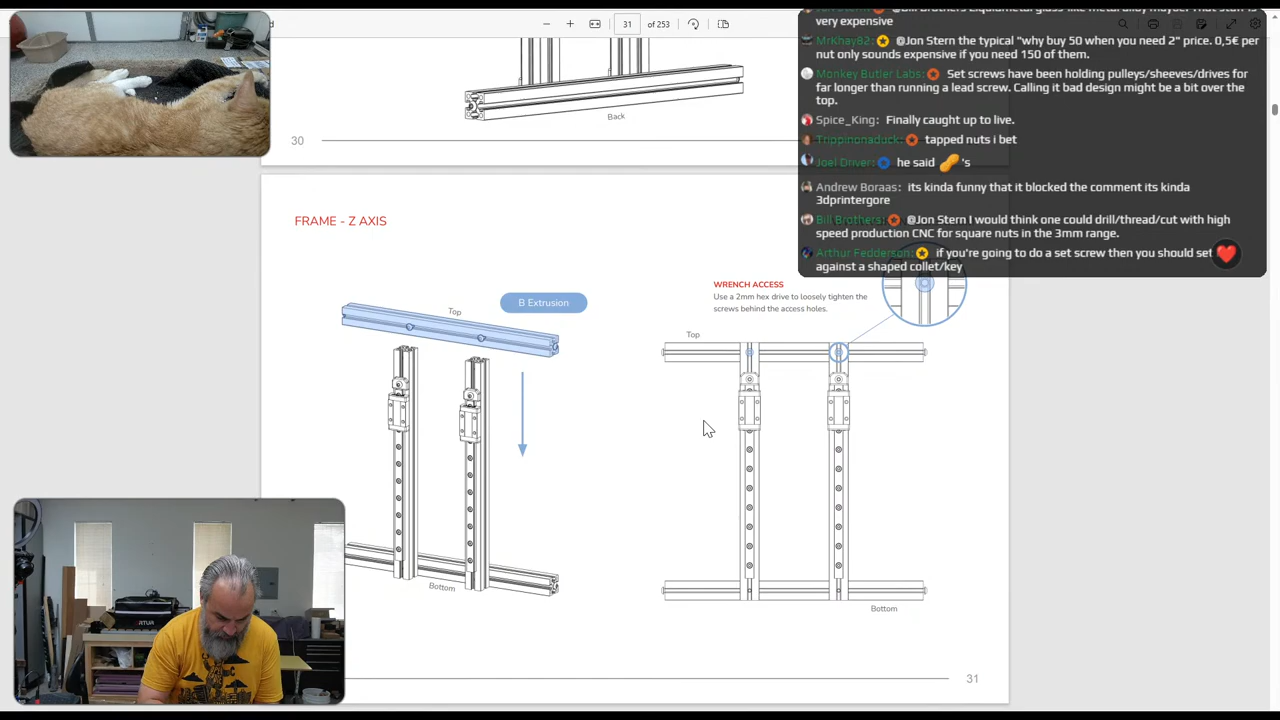 31 of 253
Back
30
very expensive
MrKhay82: @Jon Stern the typical "why buy 50 when you need 2" price. 0,5€ per
nut only sounds expensive if you need 150 of them.
Monkey Butler Labs: Set screws have been holding pulleys/sheeves/drives for
far longer than running a lead screw. Calling it bad design might be a bit over the
top.
Spice_King: Finally caught up to live.
Trippinonaduck: tapped nuts i bet
Joel Driver: he said 🥜's
Andrew Boraas: its kinda funny that it blocked the comment its kinda
3dprintergore
Bill Brothers: @Jon Stern I would think one could drill/thread/cut with high
speed production CNC for square nuts in the 3mm range.
Arthur Fedderson: if you're going to do a set screw then you should set
against a shaped collet/key
FRAME - Z AXIS
B Extrusion
Top
Bottom
WRENCH ACCESS
Use a 2mm hex drive to loosely tighten the
screws behind the access holes.
Top
Bottom
31